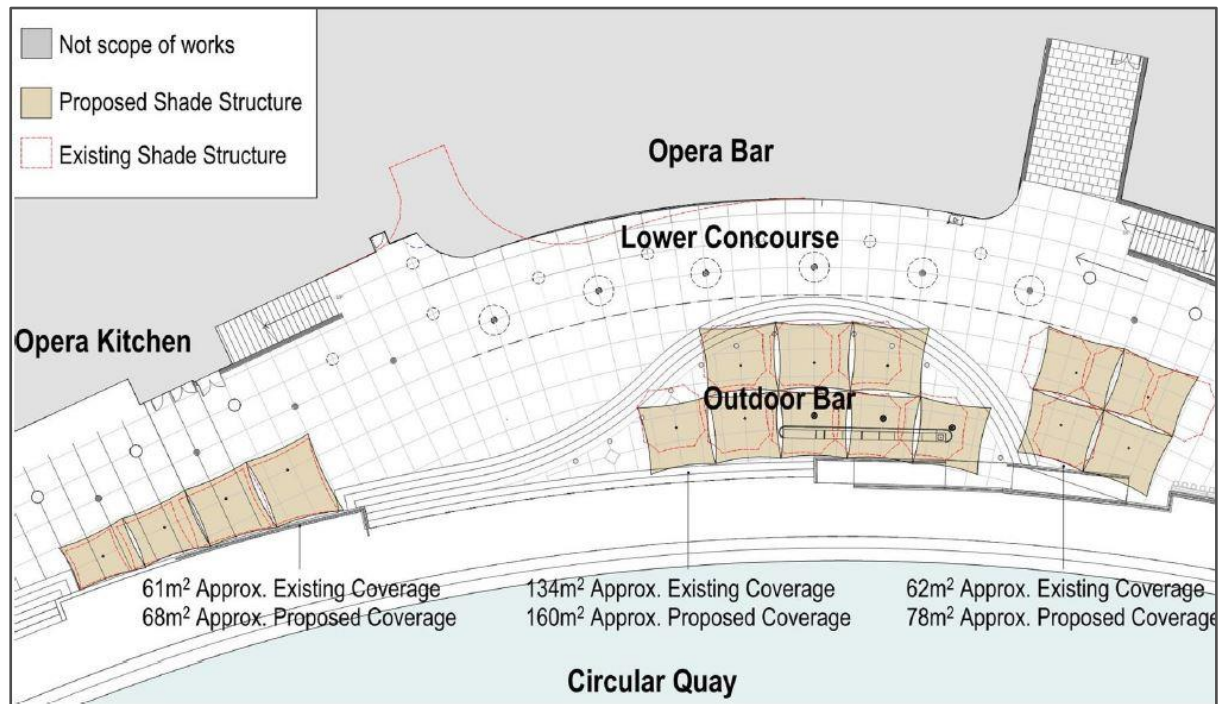 Not scope of works
Proposed Shade Structure
Existing Shade Structure
Opera Bar
Lower Concourse
Opera Kitchen
Outdoor Bar
61m² Approx. Existing Coverage
68m² Approx. Proposed Coverage
134m² Approx. Existing Coverage
160m² Approx. Proposed Coverage
62m² Approx. Existing Coverage
78m² Approx. Proposed Coverage
Circular Quay